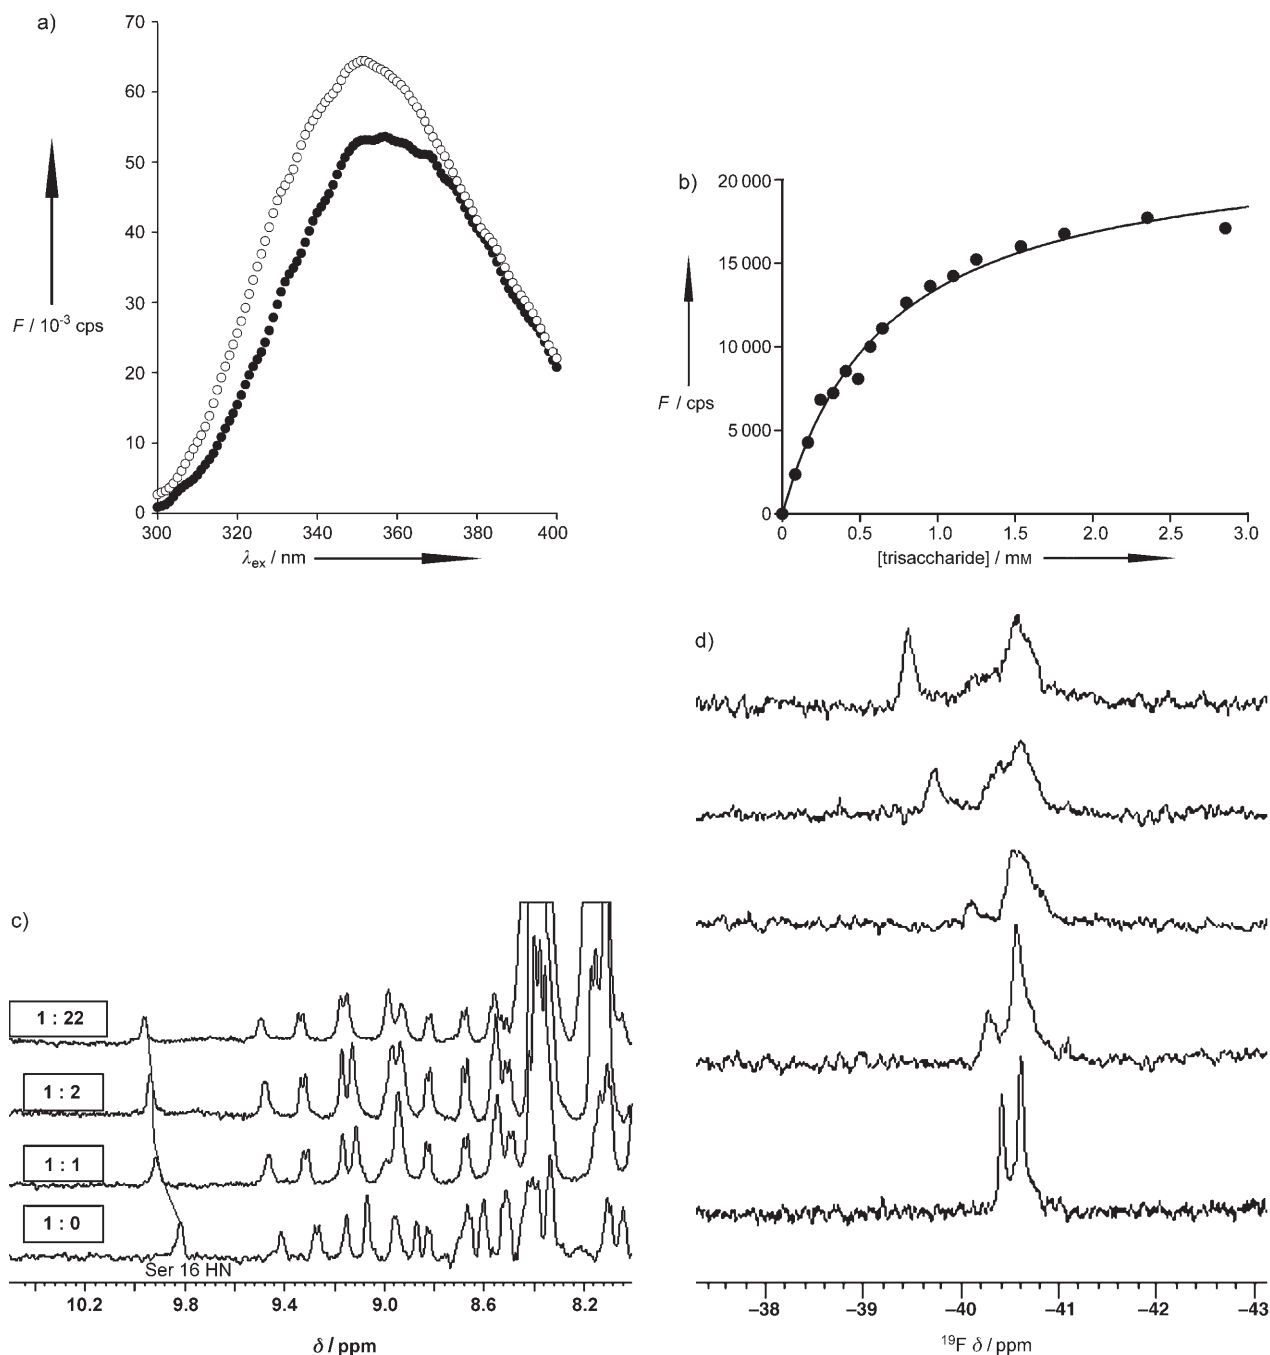 a)
70
60
50
40
30
20
10
0
F / 10⁻³ cps
300 320 340 360 380 400
λex / nm
b)
20 000
15 000
10 000
5 000
0
F / cps
0 0.5 1.0 1.5 2.0 2.5 3.0
[trisaccharide] / mM
c)
1 : 22
1 : 2
1 : 1
1 : 0
Ser 16 HN
10.2 9.8 9.4 9.0 8.6 8.2
δ / ppm
d)
–38 –39 –40 –41 –42 –43
¹⁹F δ / ppm